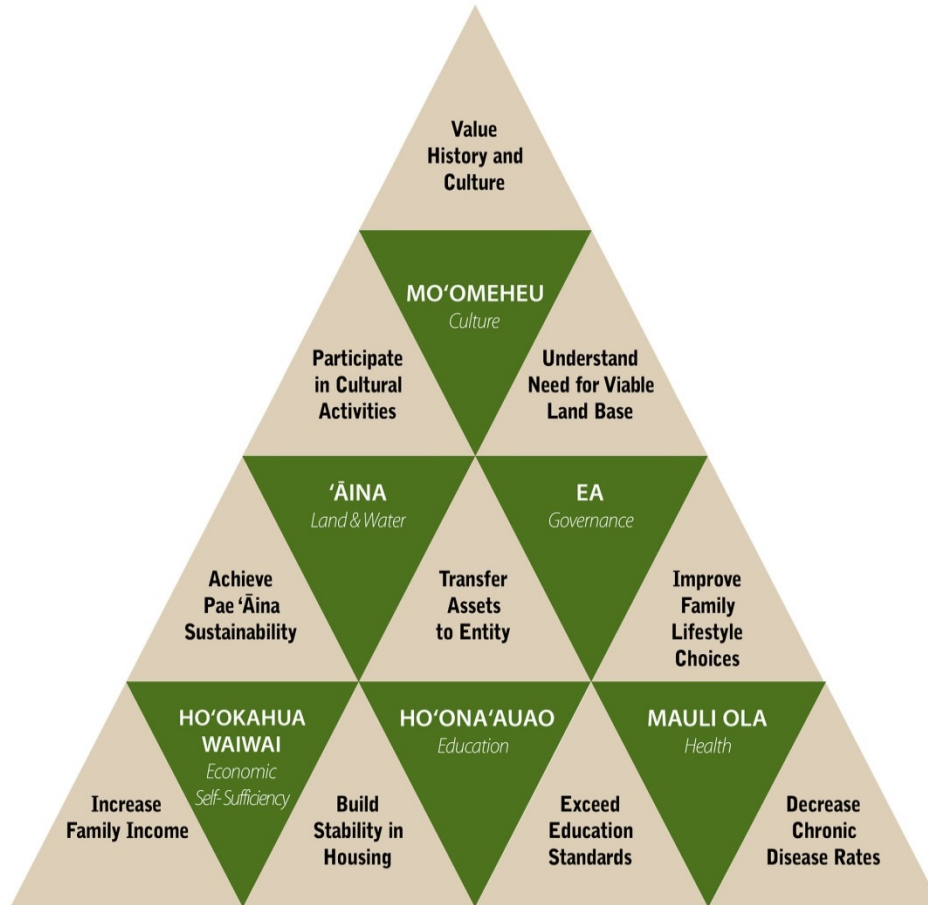 Value
History and
Culture
MOʻOMEHEU
Culture
Participate
in Cultural
Activities
Understand
Need for Viable
Land Base
ʻĀINA
Land & Water
EA
Governance
Achieve
Pae ʻĀina
Sustainability
Transfer
Assets
to Entity
Improve
Family
Lifestyle
Choices
HOʻOKAHUA
WAIWAI
Economic
Self-Sufficiency
HOʻONAʻAUAO
Education
MAULI OLA
Health
Increase
Family Income
Build
Stability in
Housing
Exceed
Education
Standards
Decrease
Chronic
Disease Rates